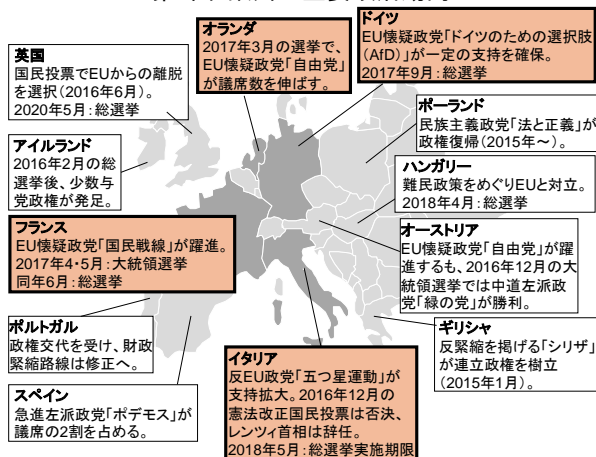 オランダ
2017年3月の選挙で、
EU懐疑政党「自由党」
が議席数を伸ばす。
ドイツ
EU懐疑政党「ドイツのための選択肢
(AfD)」が一定の支持を確保。
2017年9月:総選挙
英国
国民投票でEUからの離脱
を選択(2016年6月)。
2020年5月:総選挙
ポーランド
民族主義政党「法と正義」が
政権復帰(2015年～)。
アイルランド
2016年2月の総
選挙後、少数与
党政権が発足。
ハンガリー
難民政策をめぐりEUと対立。
2018年4月:総選挙
フランス
EU懐疑政党「国民戦線」が躍進。
2017年4・5月:大統領選挙
同年6月:総選挙
オーストリア
EU懐疑政党「自由党」が躍
進するも、2016年12月の大
統領選挙では中道左派政
党「緑の党」が勝利。
ポルトガル
政権交代を受け、財政
緊縮路線は修正へ。
ギリシャ
反緊縮を掲げる「シリザ」
が連立政権を樹立
(2015年1月)。
イタリア
反EU政党「五つ星運動」が
支持拡大。2016年12月の
憲法改正国民投票は否決、
レンツィ首相は辞任。
2018年5月:総選挙実施期限
スペイン
急進左派政党「ポデモス」が
議席の2割を占める。